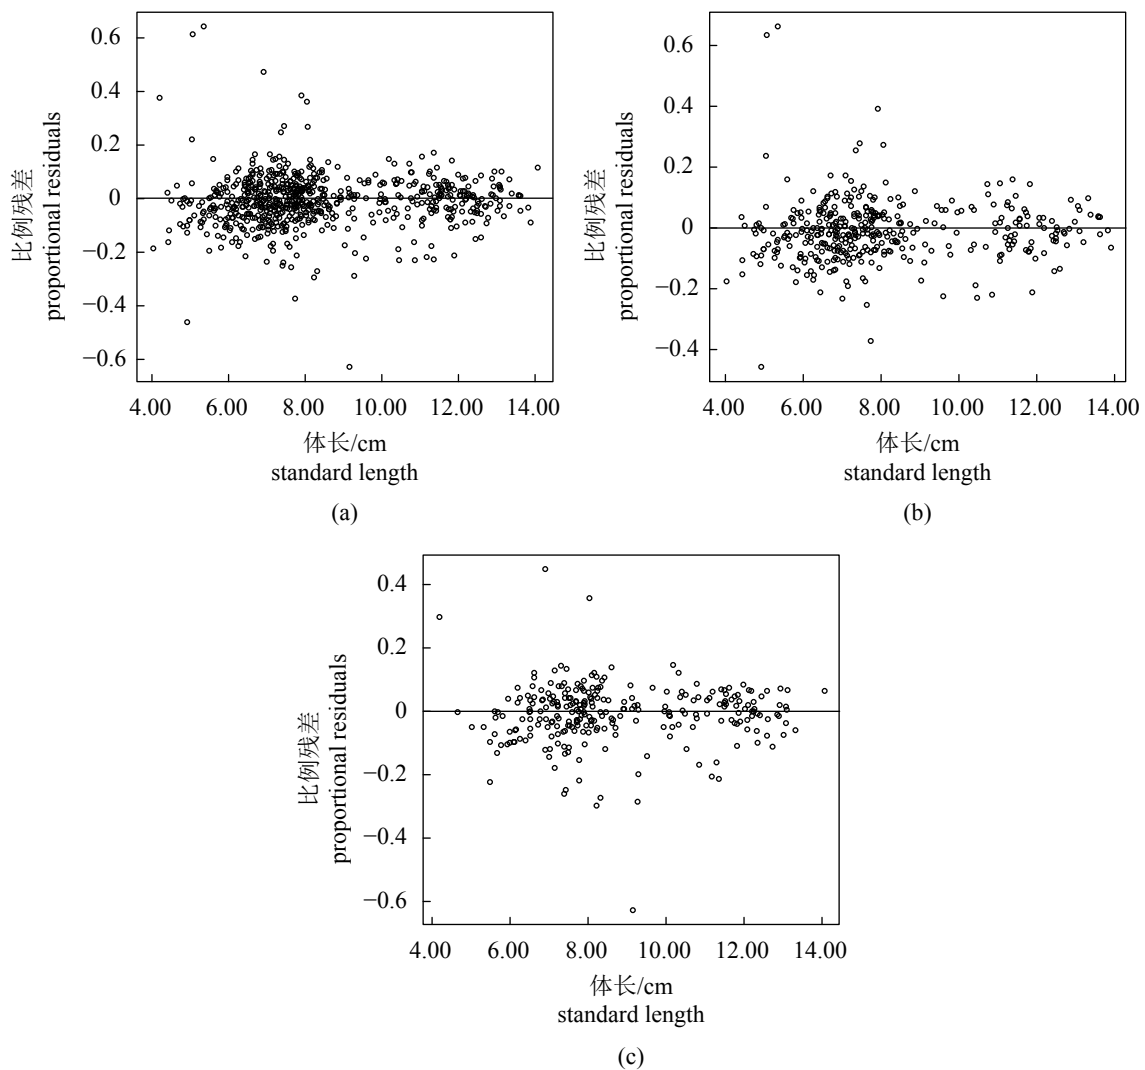 0.6
0.4
0.2
0
−0.2
−0.4
−0.6
比例残差
proportional residuals
4.00 6.00 8.00 10.00 12.00 14.00
体长/cm
standard length
(a)
0.6
0.4
0.2
0
−0.2
−0.4
比例残差
proportional residuals
4.00 6.00 8.00 10.00 12.00 14.00
体长/cm
standard length
(b)
0.4
0.2
0
−0.2
−0.4
−0.6
比例残差
proportional residuals
4.00 6.00 8.00 10.00 12.00 14.00
体长/cm
standard length
(c)